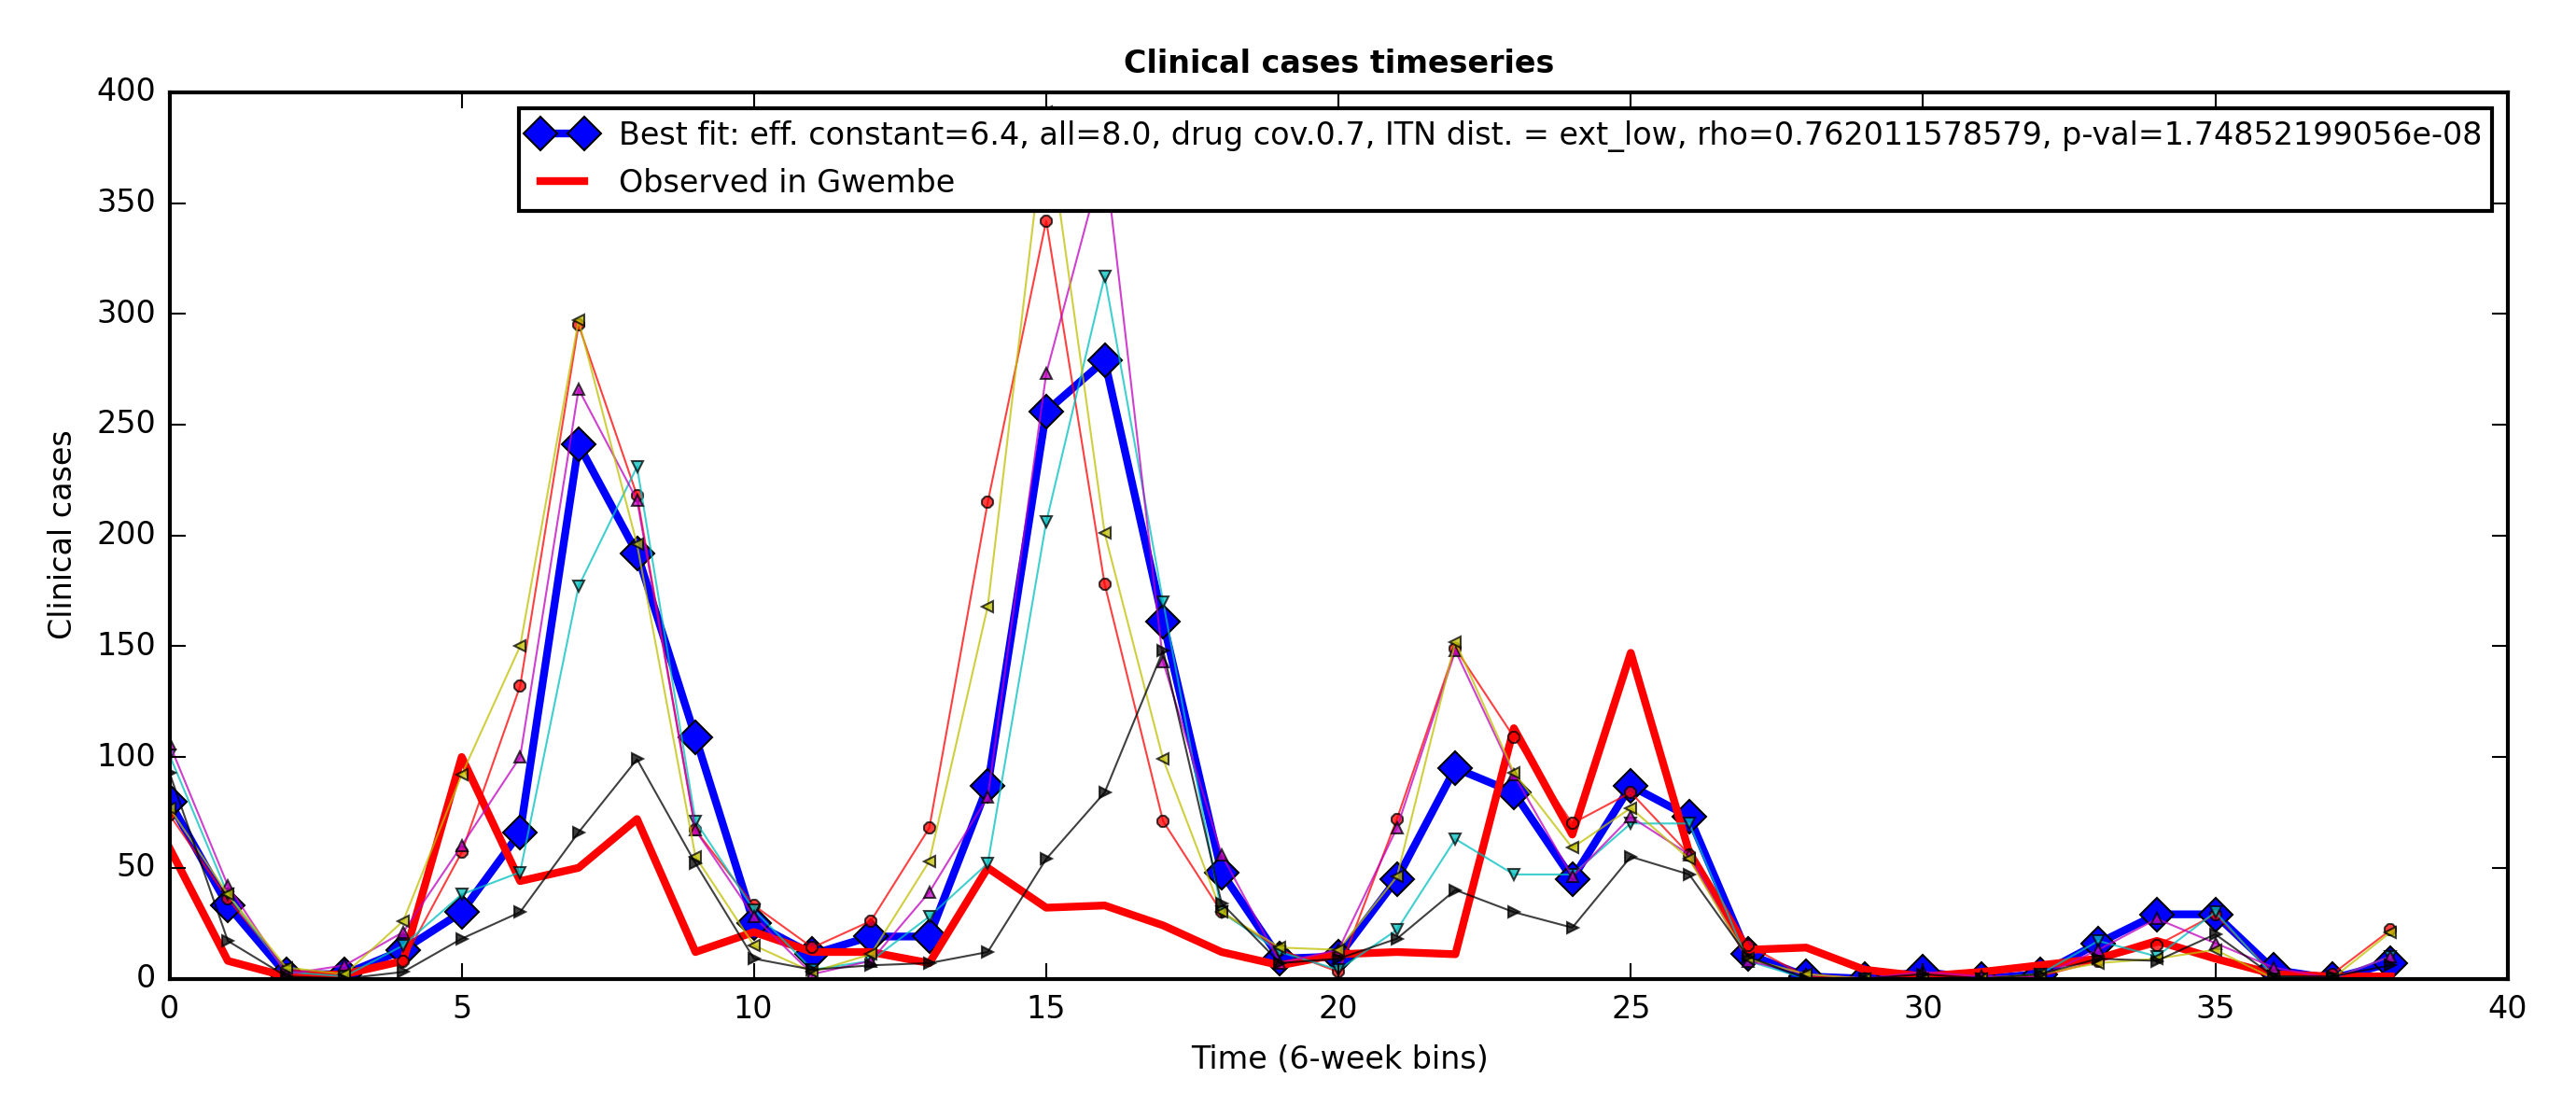 Clinical cases timeseries
400
350
300
250
200
150
100
50
0
Clinical cases
Best fit: eff. constant=6.4, all=8.0, drug cov.0.7, ITN dist. = ext_low, rho=0.762011578579, p-val=1.74852199056e-08
Observed in Gwembe
0 5 10 15 20 25 30 35 40
Time (6-week bins)